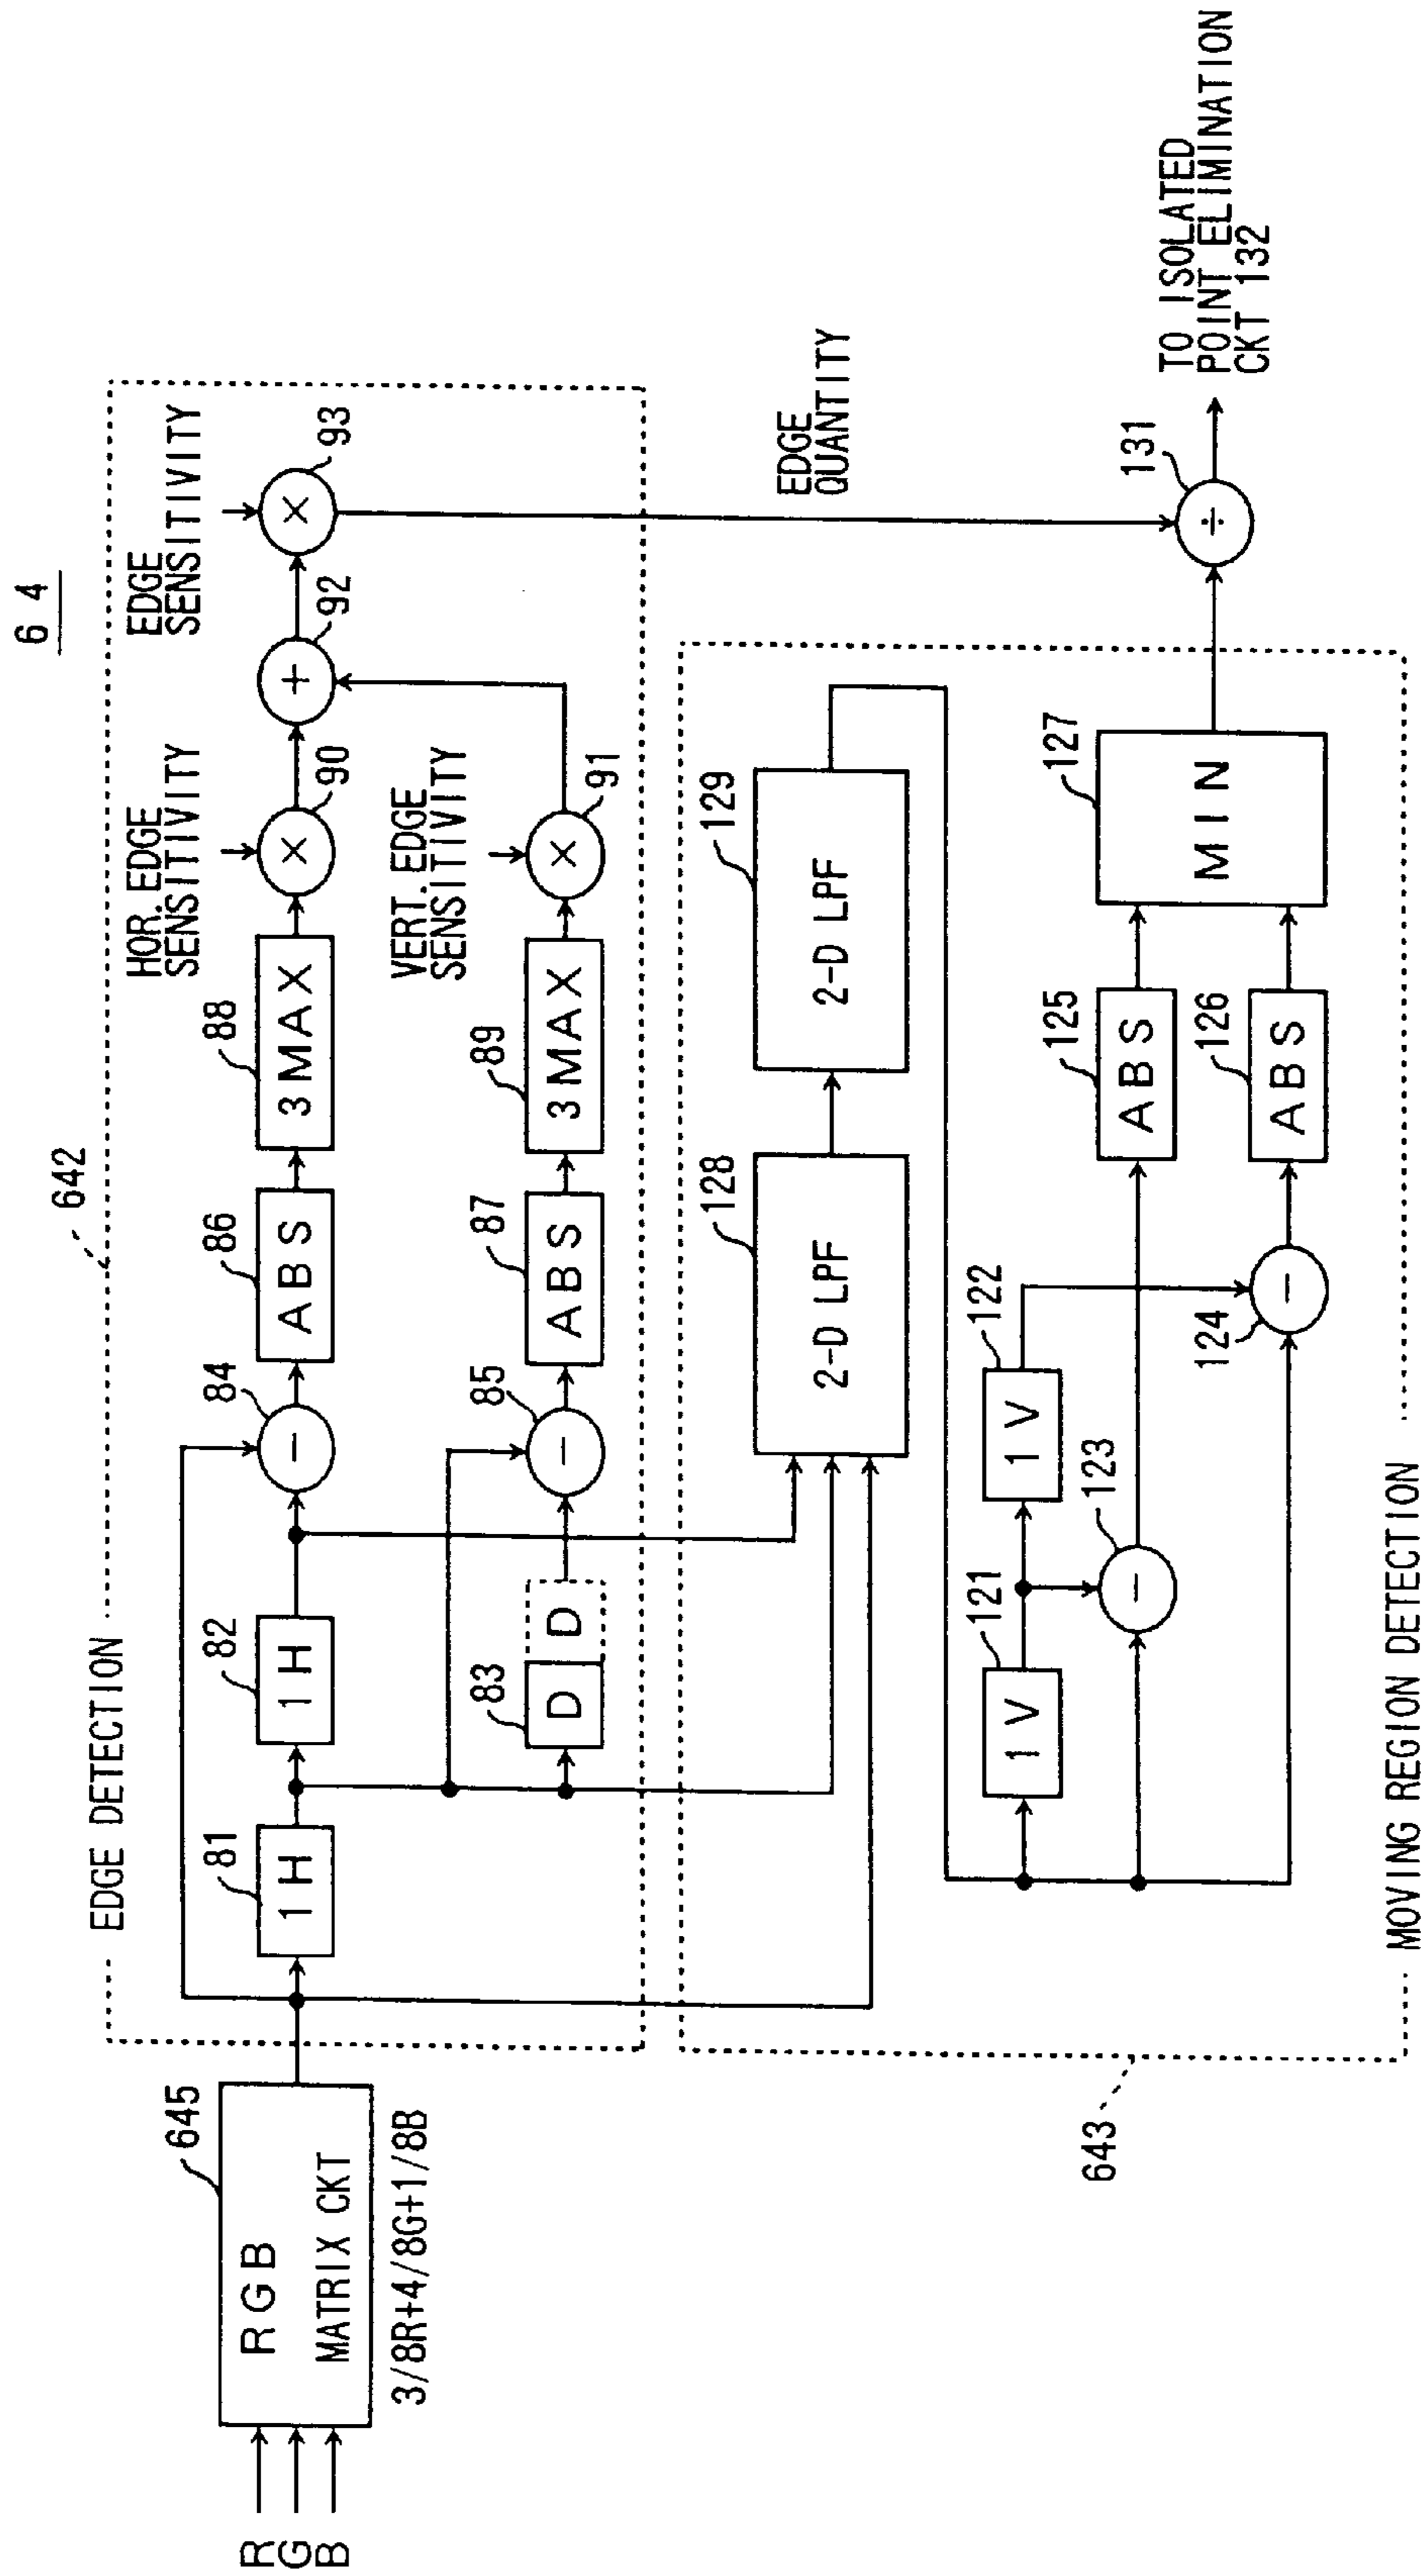 6 4
EDGE DETECTION
642
R
G
B
645
RGB
MATRIX CKT
3/8R+4/8G+1/8B
81
1H
82
1H
84
−
86
ABS
88
3MAX
HOR. EDGE
SENSITIVITY
90
×
92
+
EDGE
SENSITIVITY
93
×
83
D
D
85
−
87
ABS
89
3MAX
VERT. EDGE
SENSITIVITY
91
×
EDGE
QUANTITY
128
2-D LPF
129
2-D LPF
121
1V
122
1V
123
−
124
−
125
ABS
126
ABS
127
MIN
131
÷
TO ISOLATED
POINT ELIMINATION
CKT 132
643
MOVING REGION DETECTION